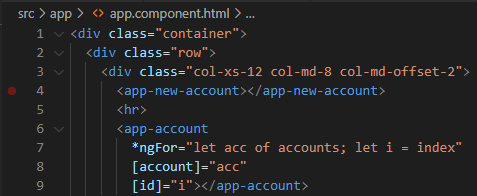 src > app > <> app.component.html > ...
1 <div class="container">
2 <div class="row">
3 <div class="col-xs-12 col-md-8 col-md-offset-2">
4 <app-new-account></app-new-account>
5 <hr>
6 <app-account
7 *ngFor="let acc of accounts; let i = index"
8 [account]="acc"
9 [id]="i"></app-account>